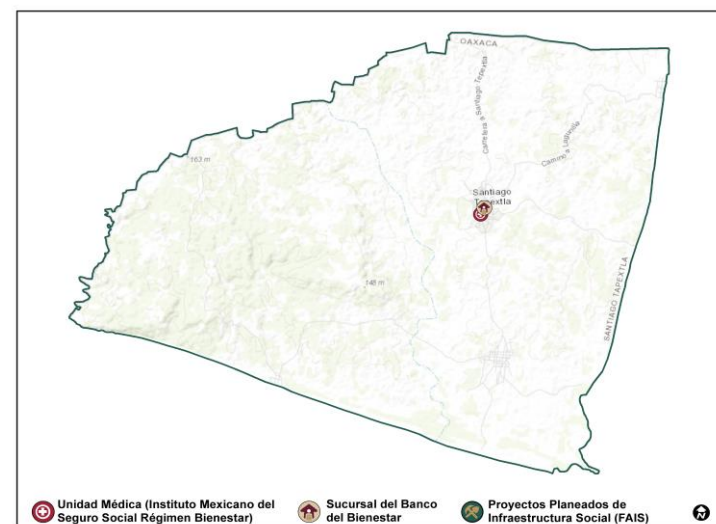 OAXACA
Carretera a Santiago Tapextla
Camino a Llanada
163 m
Santiago
Tapextla
148 m
SANTIAGO TAPEXTLA
Unidad Médica (Instituto Mexicano del
Seguro Social Régimen Bienestar)
Sucursal del Banco
del Bienestar
Proyectos Planeados de
Infraestructura Social (FAIS)
N